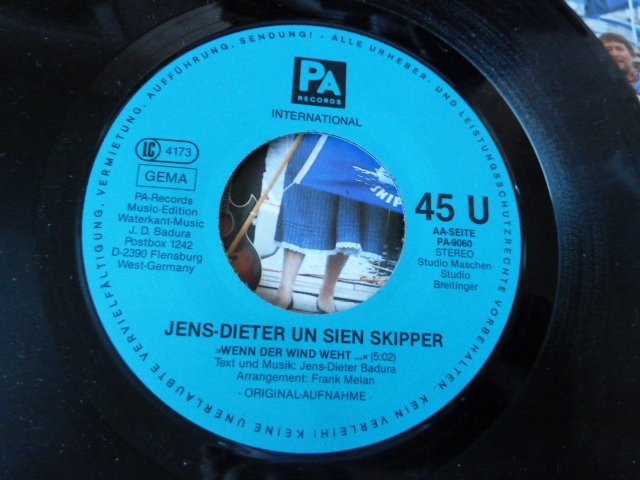 PA
RECORDS
INTERNATIONAL
LC 4173
GEMA
PA-Records
Music-Edition
Waterkant-Music
J. D. Badura
Postbox 1242
D-2390 Flensburg
West-Germany
45 U
AA-SEITE
PA-9060
STEREO
Studio Maschen
Studio
Breitinger
SKIP
JENS-DIETER UN SIEN SKIPPER
»WENN DER WIND WEHT ...« (5:02)
Text und Musik: Jens-Dieter Badura
Arrangement: Frank Melan
- ORIGINAL-AUFNAHME -
KEINE UNERLAUBTE VERVIELFÄLTIGUNG, VERMIETUNG, AUFFÜHRUNG, SENDUNG! - ALLE URHEBER- UND LEISTUNGSSCHUTZRECHTE VORBEHALTEN. KEIN VERLEIH!